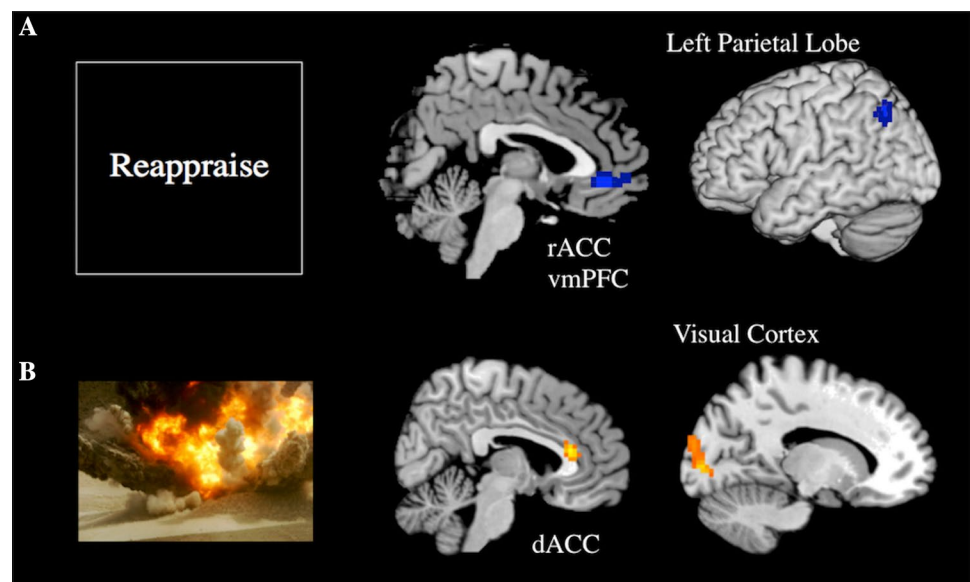 A
Left Parietal Lobe
Reappraise
rACC
vmPFC
Visual Cortex
B
dACC